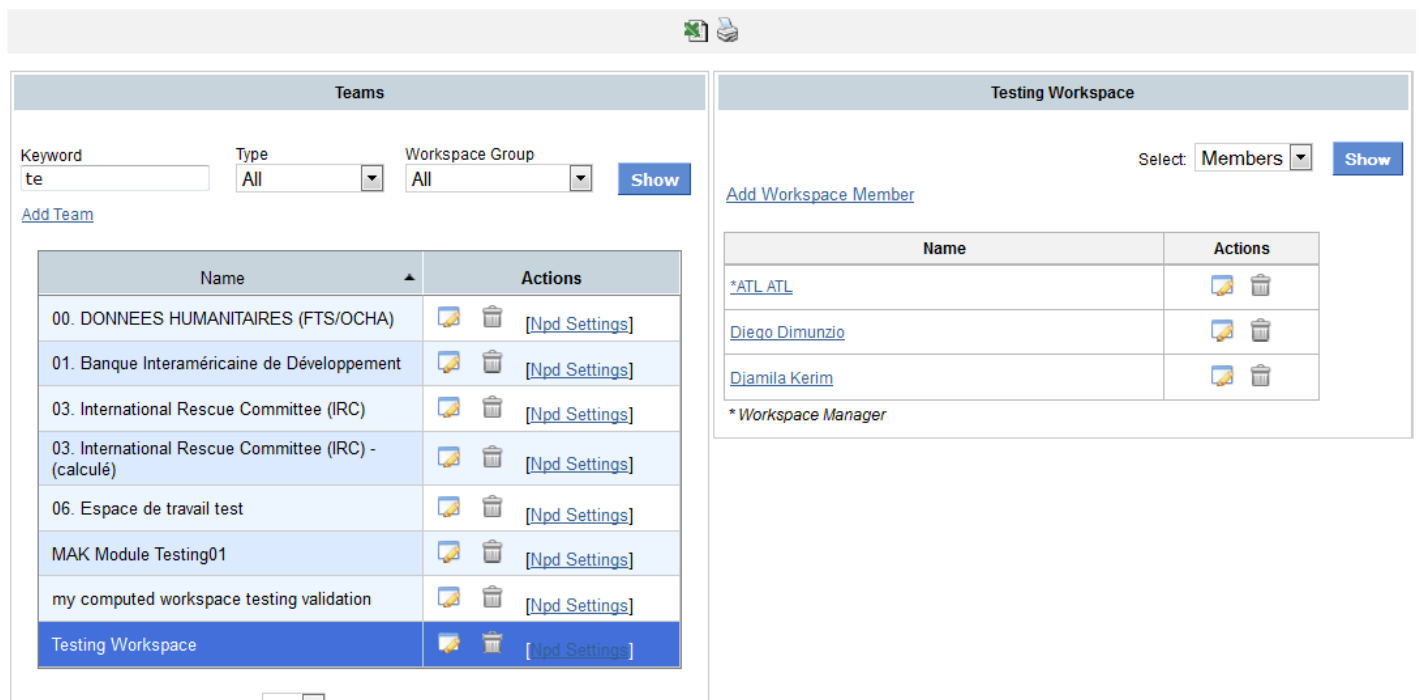 Teams
Keyword Type Workspace Group
te All All Show
Add Team
Name Actions
00. DONNEES HUMANITAIRES (FTS/OCHA) [Npd Settings]
01. Banque Interaméricaine de Développement [Npd Settings]
03. International Rescue Committee (IRC) [Npd Settings]
03. International Rescue Committee (IRC) -
(calculé) [Npd Settings]
06. Espace de travail test [Npd Settings]
MAK Module Testing01 [Npd Settings]
my computed workspace testing validation [Npd Settings]
Testing Workspace [Npd Settings]
Testing Workspace
Select: Members Show
Add Workspace Member
Name Actions
*ATL ATL
Diego Dimunzio
Djamila Kerim
* Workspace Manager